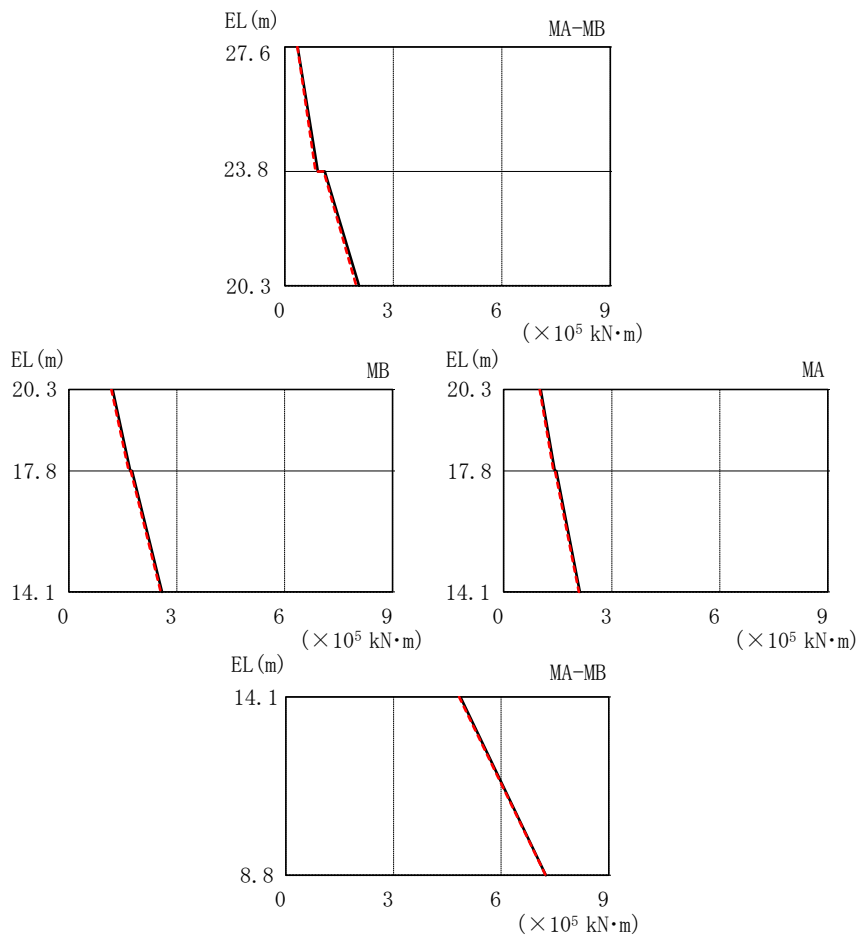 EL(m) MA-MB
27.6
23.8
20.3
0 3 6 9
(×10⁵ kN・m)
EL(m) MB
20.3
17.8
14.1
0 3 6 9
(×10⁵ kN・m)
EL(m) MA
20.3
17.8
14.1
0 3 6 9
(×10⁵ kN・m)
EL(m) MA-MB
14.1
8.8
0 3 6 9
(×10⁵ kN・m)